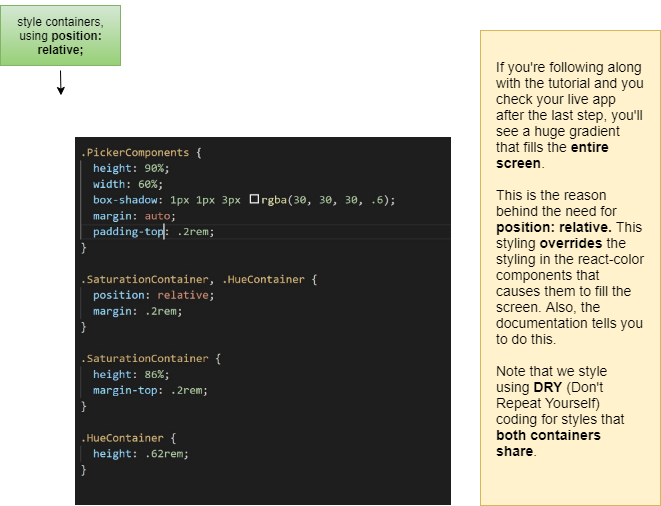 style containers,
using position:
relative;
.PickerComponents {
height: 90%;
width: 60%;
box-shadow: 1px 1px 3px rgba(30, 30, 30, .6);
margin: auto;
padding-top: .2rem;
}
.SaturationContainer, .HueContainer {
position: relative;
margin: .2rem;
}
.SaturationContainer {
height: 86%;
margin-top: .2rem;
}
.HueContainer {
height: .62rem;
}
If you're following along
with the tutorial and you
check your live app
after the last step, you'll
see a huge gradient
that fills the entire
screen.
This is the reason
behind the need for
position: relative. This
styling overrides the
styling in the react-color
components that
causes them to fill the
screen. Also, the
documentation tells you
to do this.
Note that we style
using DRY (Don't
Repeat Yourself)
coding for styles that
both containers
share.